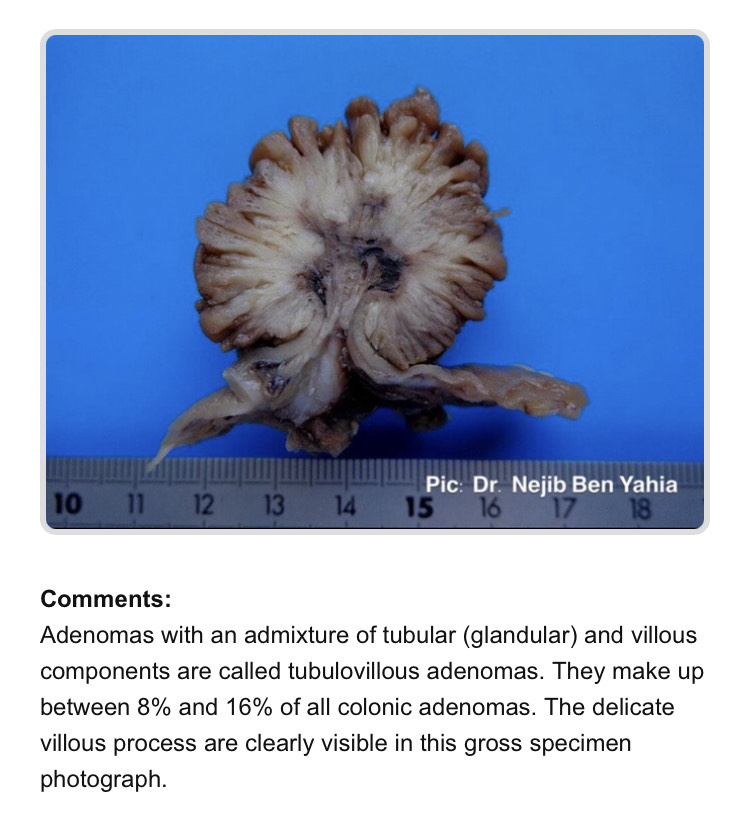 Pic: Dr. Nejib Ben Yahia
10 11 12 13 14 15 16 17 18
Comments:
Adenomas with an admixture of tubular (glandular) and villous
components are called tubulovillous adenomas. They make up
between 8% and 16% of all colonic adenomas. The delicate
villous process are clearly visible in this gross specimen
photograph.